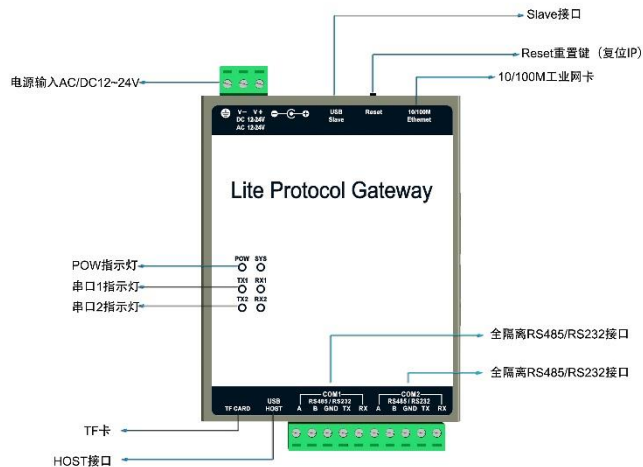 Slave接口
Reset重置键（复位IP）
电源输入AC/DC12~24V
10/100M工业网卡
V− V+
DC 12-24V
AC 12-24V
USB
Slave
Reset
10/100M
Ethernet
Lite Protocol Gateway
POW SYS
POW指示灯
TX1 RX1
串口1指示灯
TX2 RX2
串口2指示灯
全隔离RS485/RS232接口
全隔离RS485/RS232接口
TF CARD
USB
HOST
COM1
RS485/RS232
A B GND TX RX
COM2
RS485/RS232
A B GND TX RX
TF卡
HOST接口